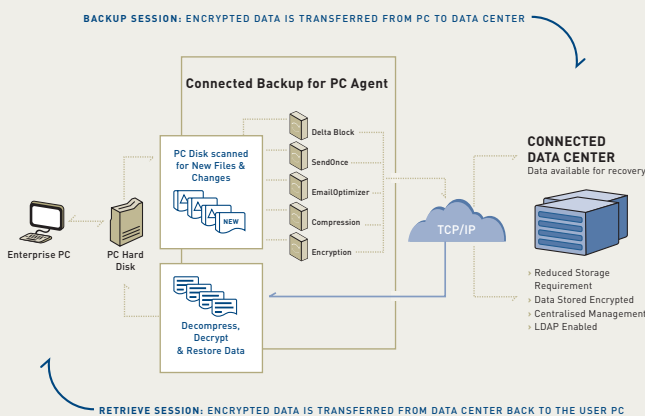 BACKUP SESSION: ENCRYPTED DATA IS TRANSFERRED FROM PC TO DATA CENTER
Connected Backup for PC Agent
PC Disk scanned
for New Files &
Changes
NEW
Delta Block
SendOnce
EmailOptimizer
Compression
Encryption
Enterprise PC
PC Hard
Disk
Decompress,
Decrypt
& Restore Data
TCP/IP
CONNECTED
DATA CENTER
Data available for recovery
› Reduced Storage
Requirement
› Data Stored Encrypted
› Centralised Management
› LDAP Enabled
RETRIEVE SESSION: ENCRYPTED DATA IS TRANSFERRED FROM DATA CENTER BACK TO THE USER PC